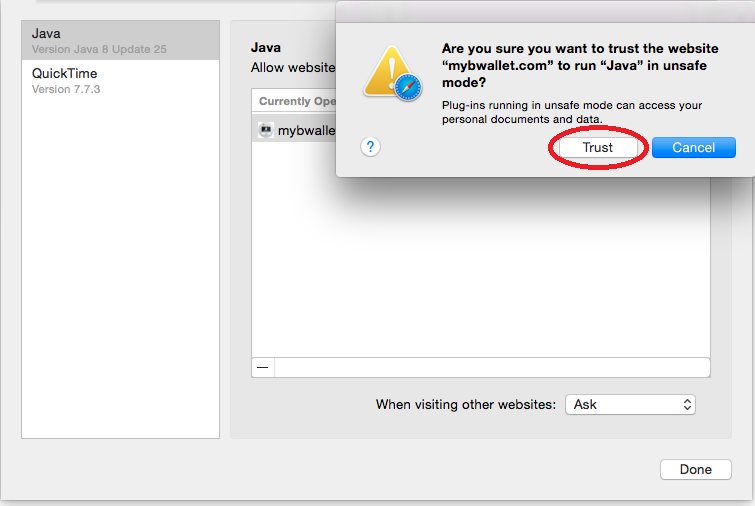 Java
Version Java 8 Update 25
QuickTime
Version 7.7.3
Java
Allow website
Currently Ope
mybwalle
When visiting other websites:
Ask
Done
Are you sure you want to trust the website
“mybwallet.com” to run “Java” in unsafe
mode?
Plug-ins running in unsafe mode can access your
personal documents and data.
?
Trust
Cancel